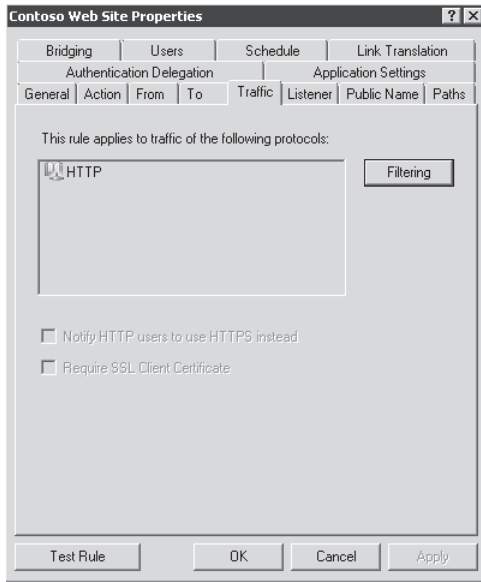 Contoso Web Site Properties
Bridging Users Schedule Link Translation
Authentication Delegation Application Settings
General Action From To Traffic Listener Public Name Paths
This rule applies to traffic of the following protocols:
HTTP Filtering
Notify HTTP users to use HTTPS instead
Require SSL Client Certificate
Test Rule OK Cancel Apply